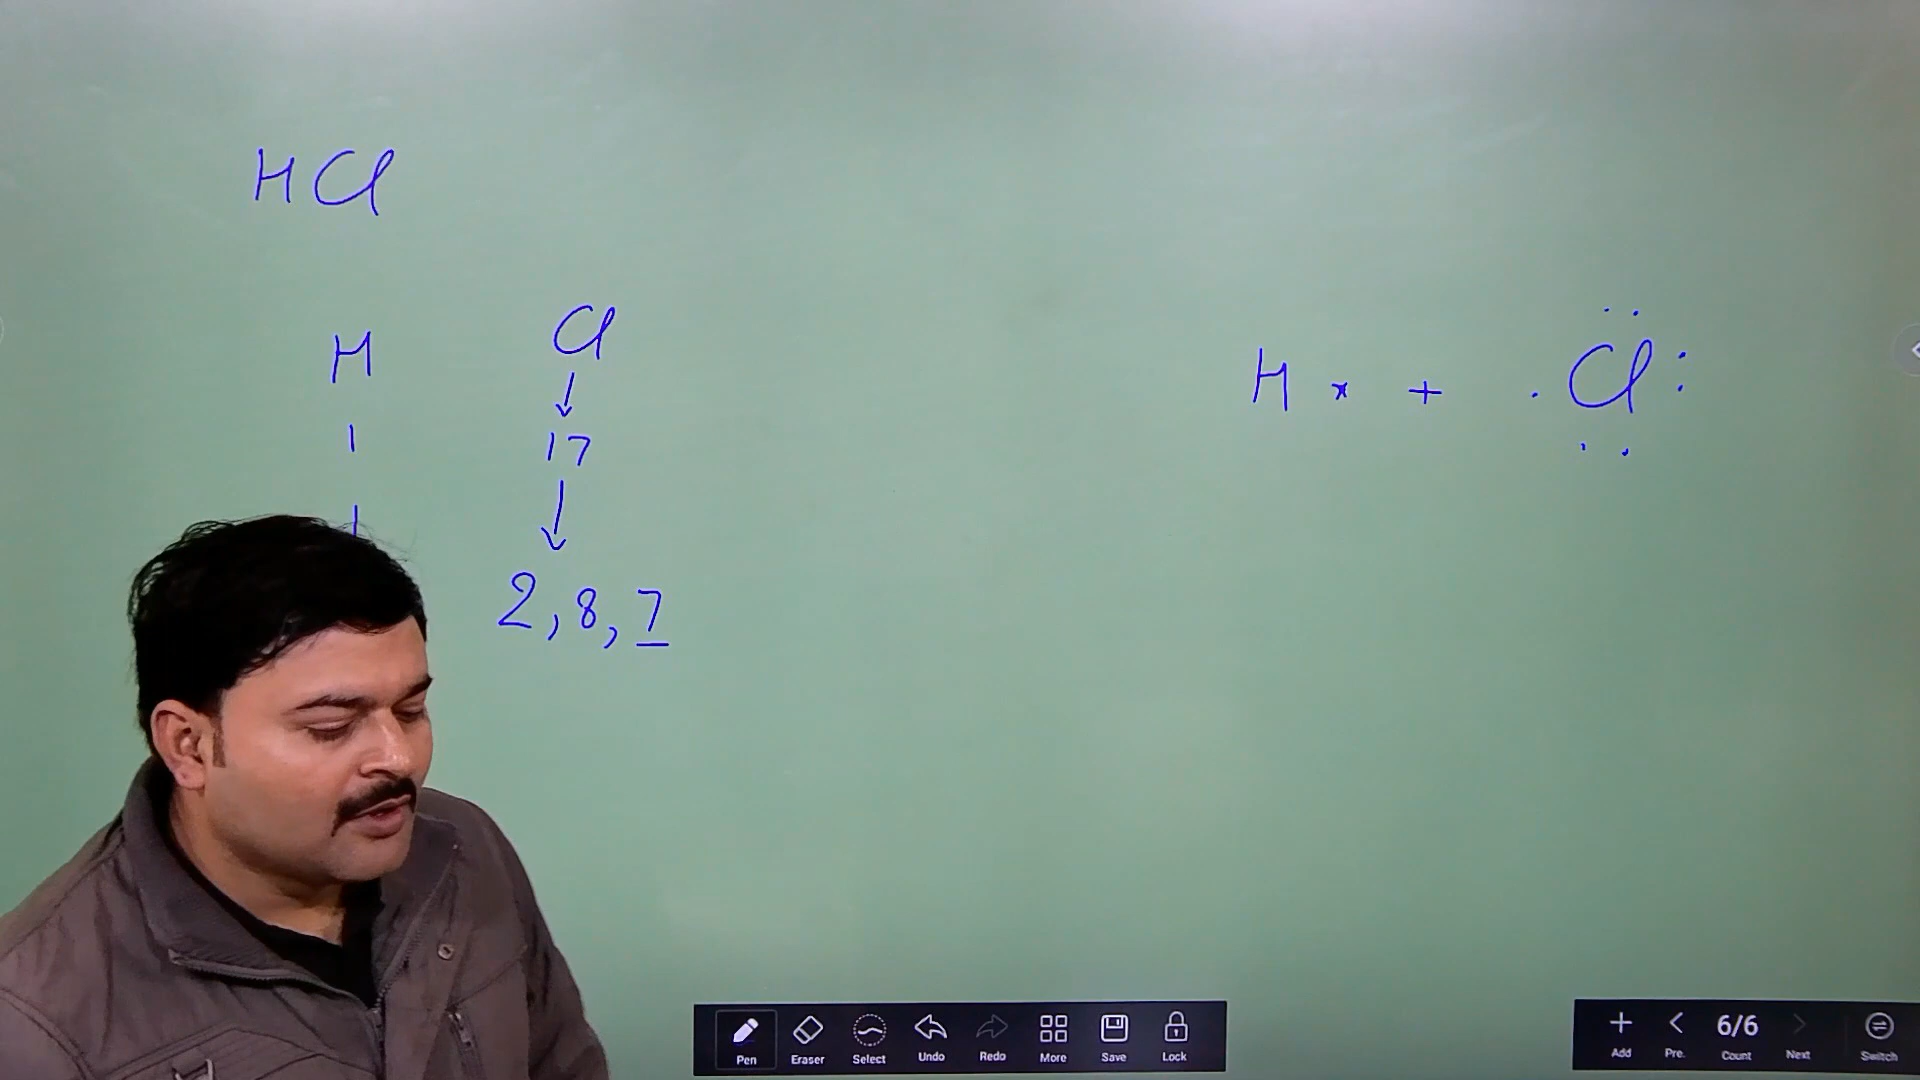 HCl
H Cl
↓
1 17
↓
1
2, 8, 7
H × + · Cl :
Pen Eraser Select Undo Redo More Save Lock
6/6
Add Pre. Count Next Switch